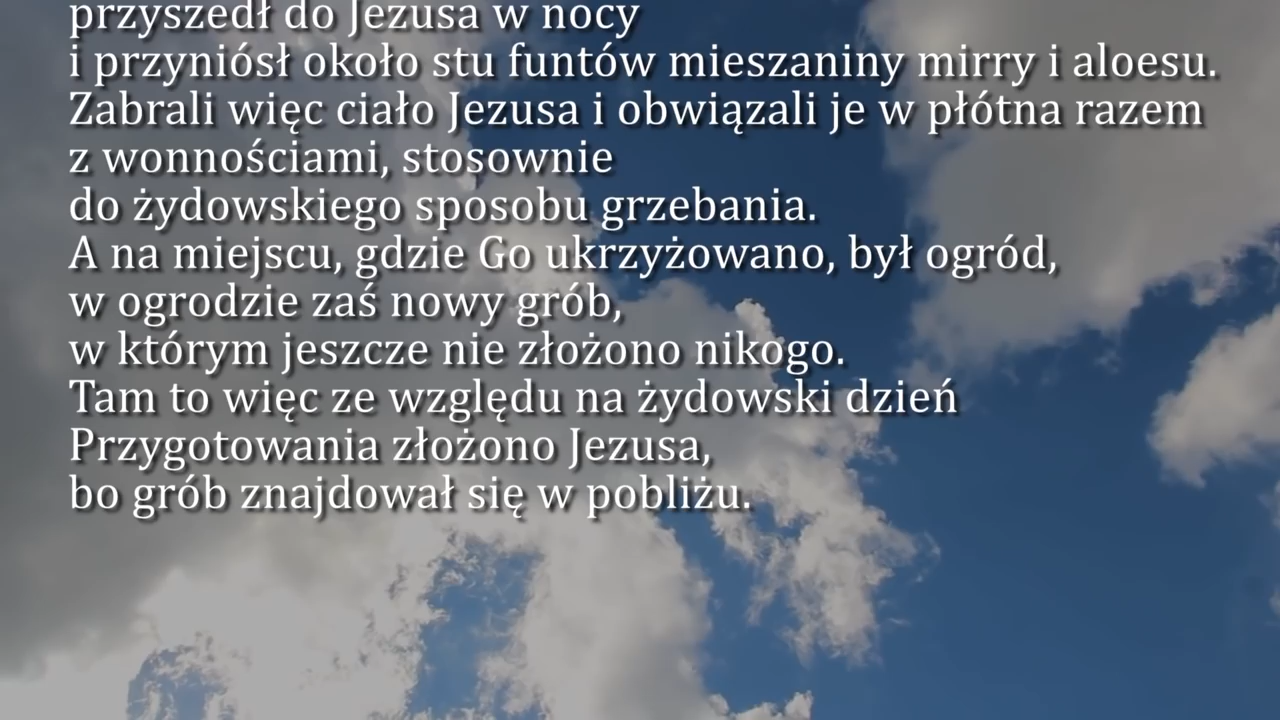 przyszedł do Jezusa w nocy
i przyniósł około stu funtów mieszaniny mirry i aloesu.
Zabrali więc ciało Jezusa i obwiązali je w płótna razem
z wonnościami, stosownie
do żydowskiego sposobu grzebania.
A na miejscu, gdzie Go ukrzyżowano, był ogród,
w ogrodzie zaś nowy grób,
w którym jeszcze nie złożono nikogo.
Tam to więc ze względu na żydowski dzień
Przygotowania złożono Jezusa,
bo grób znajdował się w pobliżu.